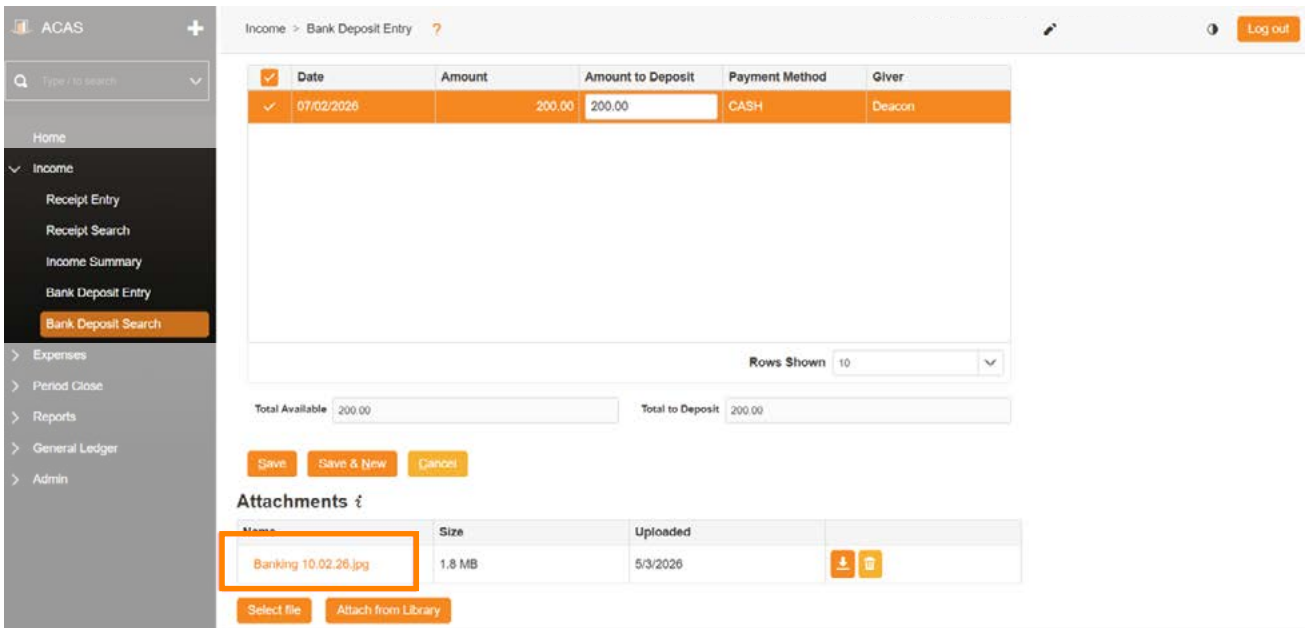 ACAS
Income > Bank Deposit Entry ?
Log out
Type / to search
Date Amount Amount to Deposit Payment Method Giver
07/02/2026 200.00 200.00 CASH Deacon
Home
Income
Receipt Entry
Receipt Search
Income Summary
Bank Deposit Entry
Bank Deposit Search
Expenses
Period Close
Reports
General Ledger
Admin
Rows Shown 10
Total Available 200.00 Total to Deposit 200.00
Save Save & New Cancel
Attachments i
Name Size Uploaded
Banking 10.02.26.jpg 1.8 MB 5/3/2026
Select file Attach from Library